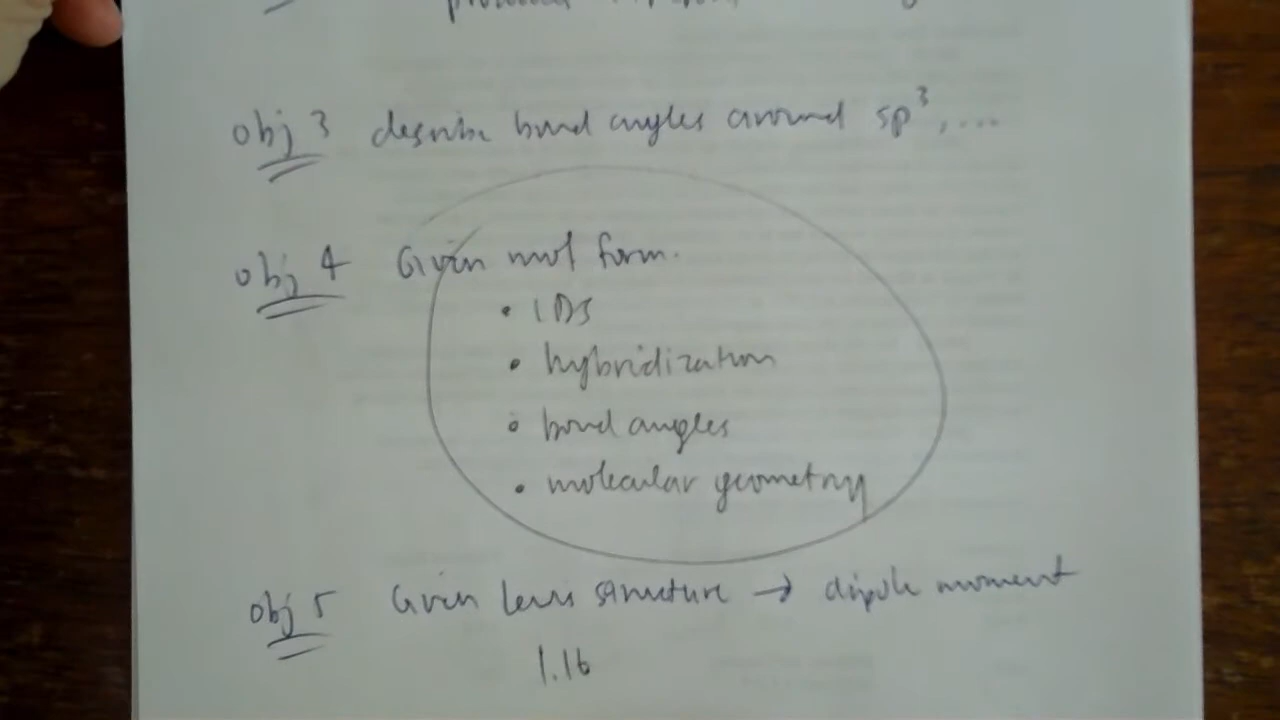 obj 3 describe bond angles around sp³, ....
obj 4 Given mol form.
• LDS
• hybridization
• bond angles
• molecular geometry
obj 5 Given lewis structure → dipole moment
1.16